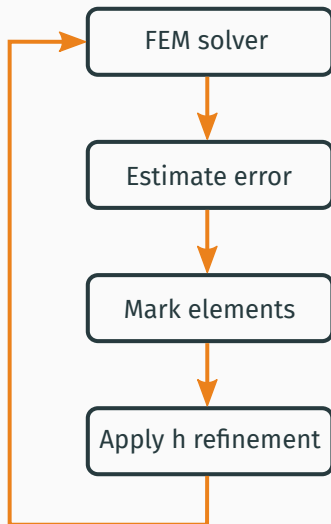 FEM solver
Estimate error
Mark elements
Apply h refinement